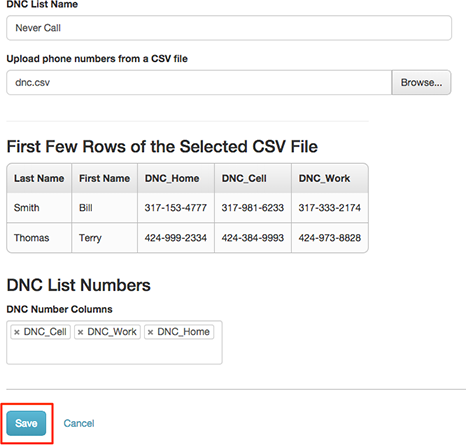 DNC List Name
Never Call
Upload phone numbers from a CSV file
dnc.csv Browse...
First Few Rows of the Selected CSV File
Last Name First Name DNC_Home DNC_Cell DNC_Work
Smith Bill 317-153-4777 317-981-6233 317-333-2174
Thomas Terry 424-999-2334 424-384-9993 424-973-8828
DNC List Numbers
DNC Number Columns
× DNC_Cell × DNC_Work × DNC_Home
Save Cancel